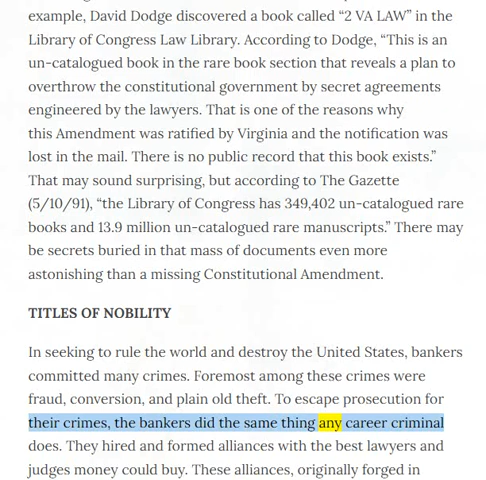 example, David Dodge discovered a book called “2 VA LAW” in the
Library of Congress Law Library. According to Dodge, “This is an
un-catalogued book in the rare book section that reveals a plan to
overthrow the constitutional government by secret agreements
engineered by the lawyers. That is one of the reasons why
this Amendment was ratified by Virginia and the notification was
lost in the mail. There is no public record that this book exists.”
That may sound surprising, but according to The Gazette
(5/10/91), “the Library of Congress has 349,402 un-catalogued rare
books and 13.9 million un-catalogued rare manuscripts.” There may
be secrets buried in that mass of documents even more
astonishing than a missing Constitutional Amendment.
TITLES OF NOBILITY
In seeking to rule the world and destroy the United States, bankers
committed many crimes. Foremost among these crimes were
fraud, conversion, and plain old theft. To escape prosecution for
their crimes, the bankers did the same thing any career criminal
does. They hired and formed alliances with the best lawyers and
judges money could buy. These alliances, originally forged in